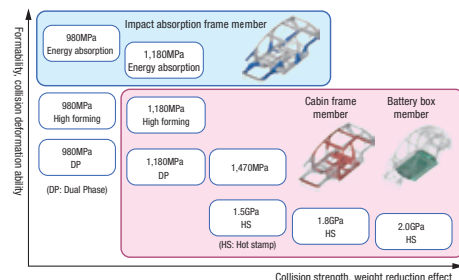 Formability, collision deformation
ability
Impact absorption frame member
980MPa
Energy absorption
1,180MPa
Energy absorption
980MPa
High forming
1,180MPa
High forming
Cabin frame
member
Battery box
member
980MPa
DP
1,180MPa
DP
1,470MPa
(DP: Dual Phase)
1.5GPa
HS
1.8GPa
HS
2.0GPa
HS
(HS: Hot stamp)
Collision strength, weight reduction effect